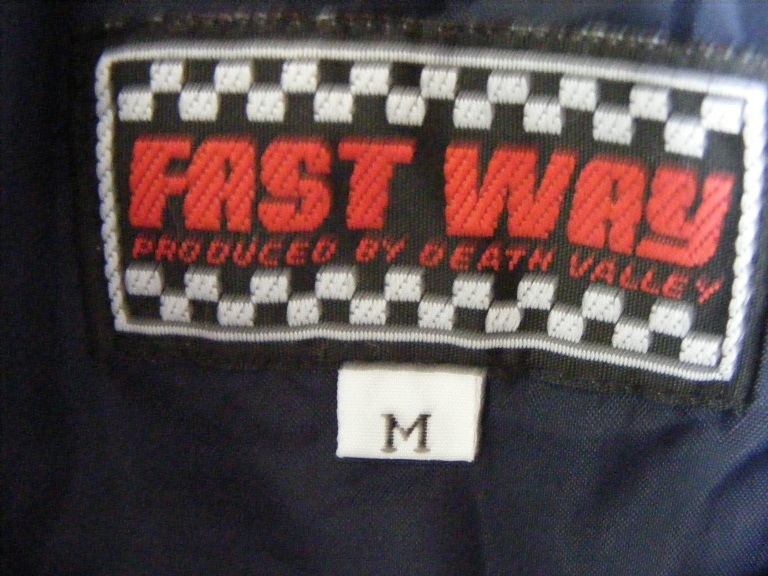 FAST WAY
PRODUCED BY DEATH VALLEY
M